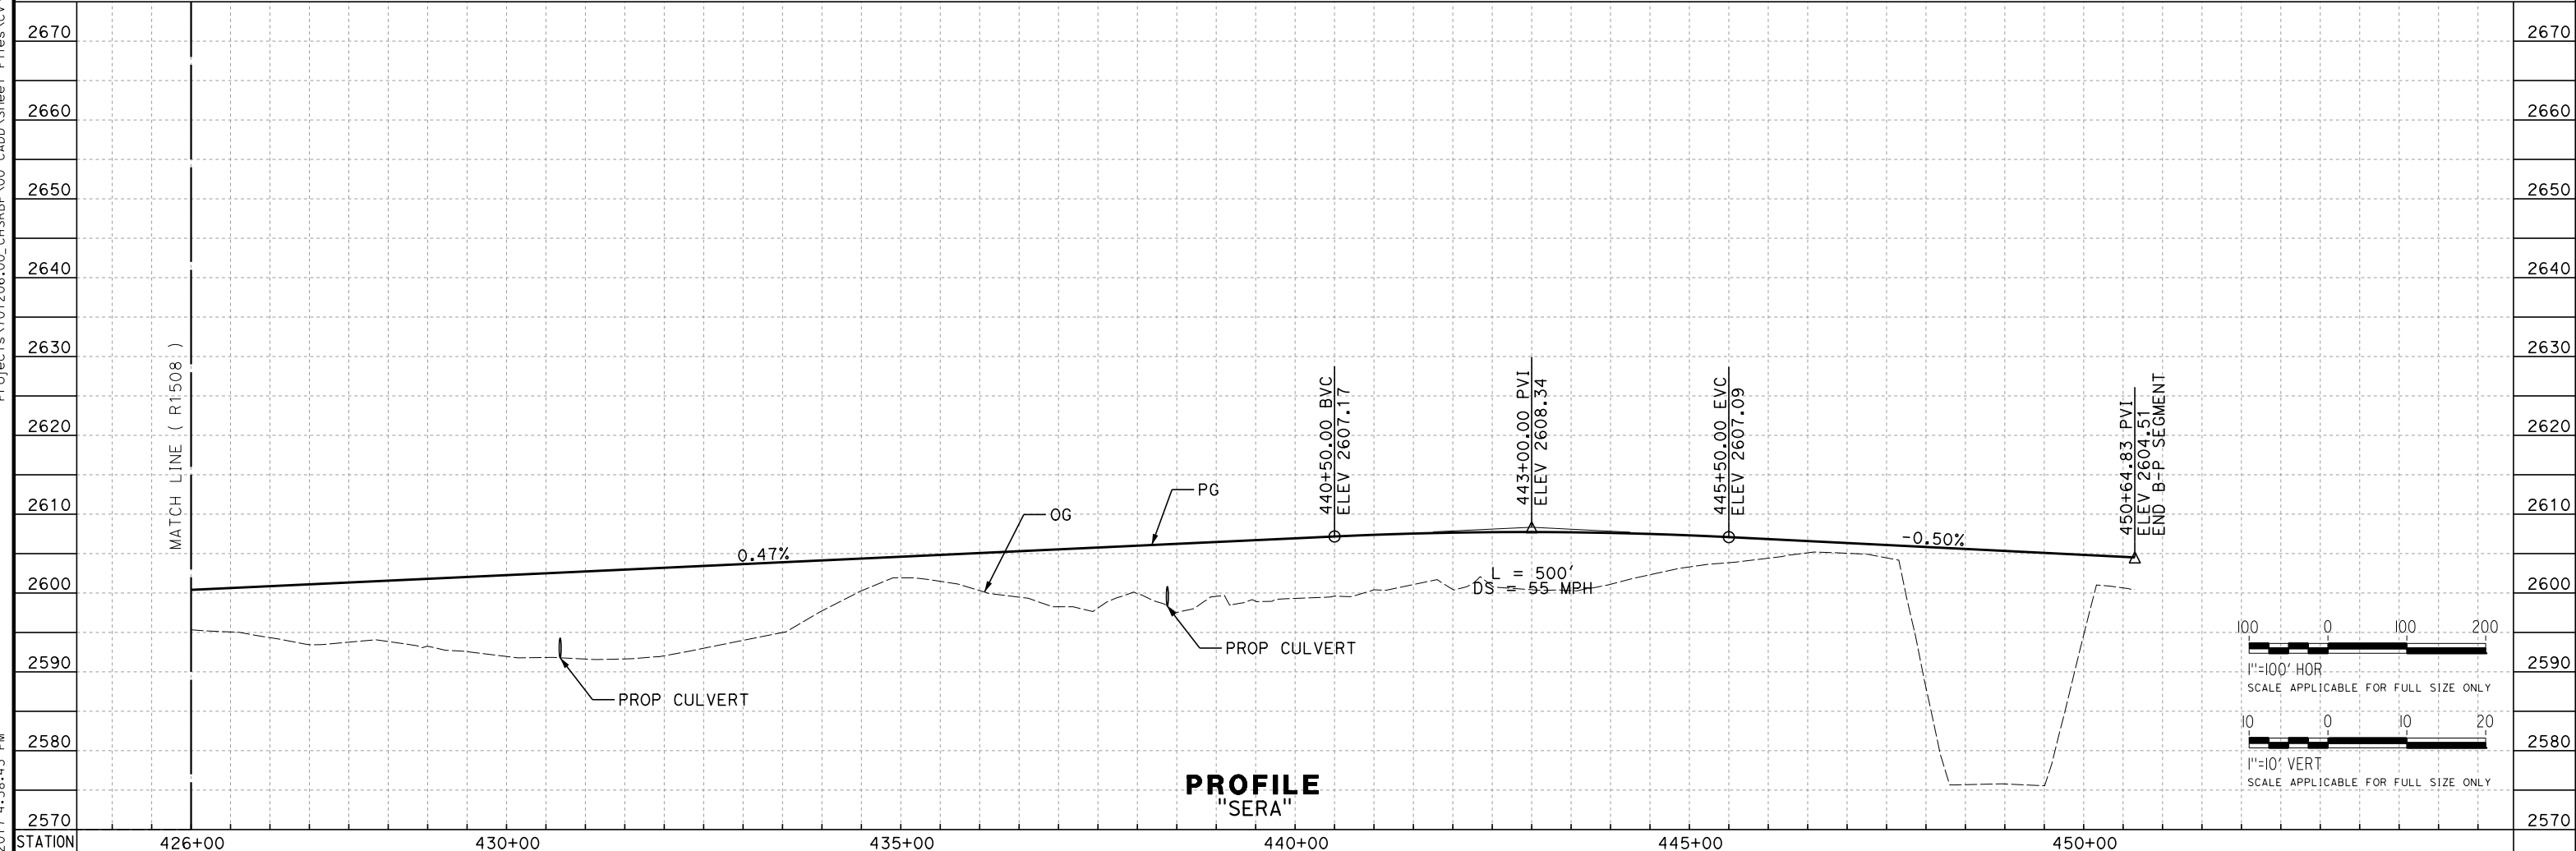 2670 2670
2660 2660
2650 2650
2640 2640
2630 2630
2620 2620
2610 2610
2600 2600
2590 2590
2580 2580
2570 2570
MATCH LINE ( R1508 )
0.47%
OG
PG
440+50.00 BVC
ELEV 2607.17
443+00.00 PVI
ELEV 2608.34
445+50.00 EVC
ELEV 2607.09
450+64.83 PVI
ELEV 2604.51
END B-P SEGMENT
-0.50%
L = 500'
DS = 55 MPH
PROP CULVERT
PROP CULVERT
100 0 100 200
1"=100' HOR
SCALE APPLICABLE FOR FULL SIZE ONLY
10 0 10 20
1"=10' VERT
SCALE APPLICABLE FOR FULL SIZE ONLY
PROFILE
"SERA"
STATION 426+00 430+00 435+00 440+00 445+00 450+00